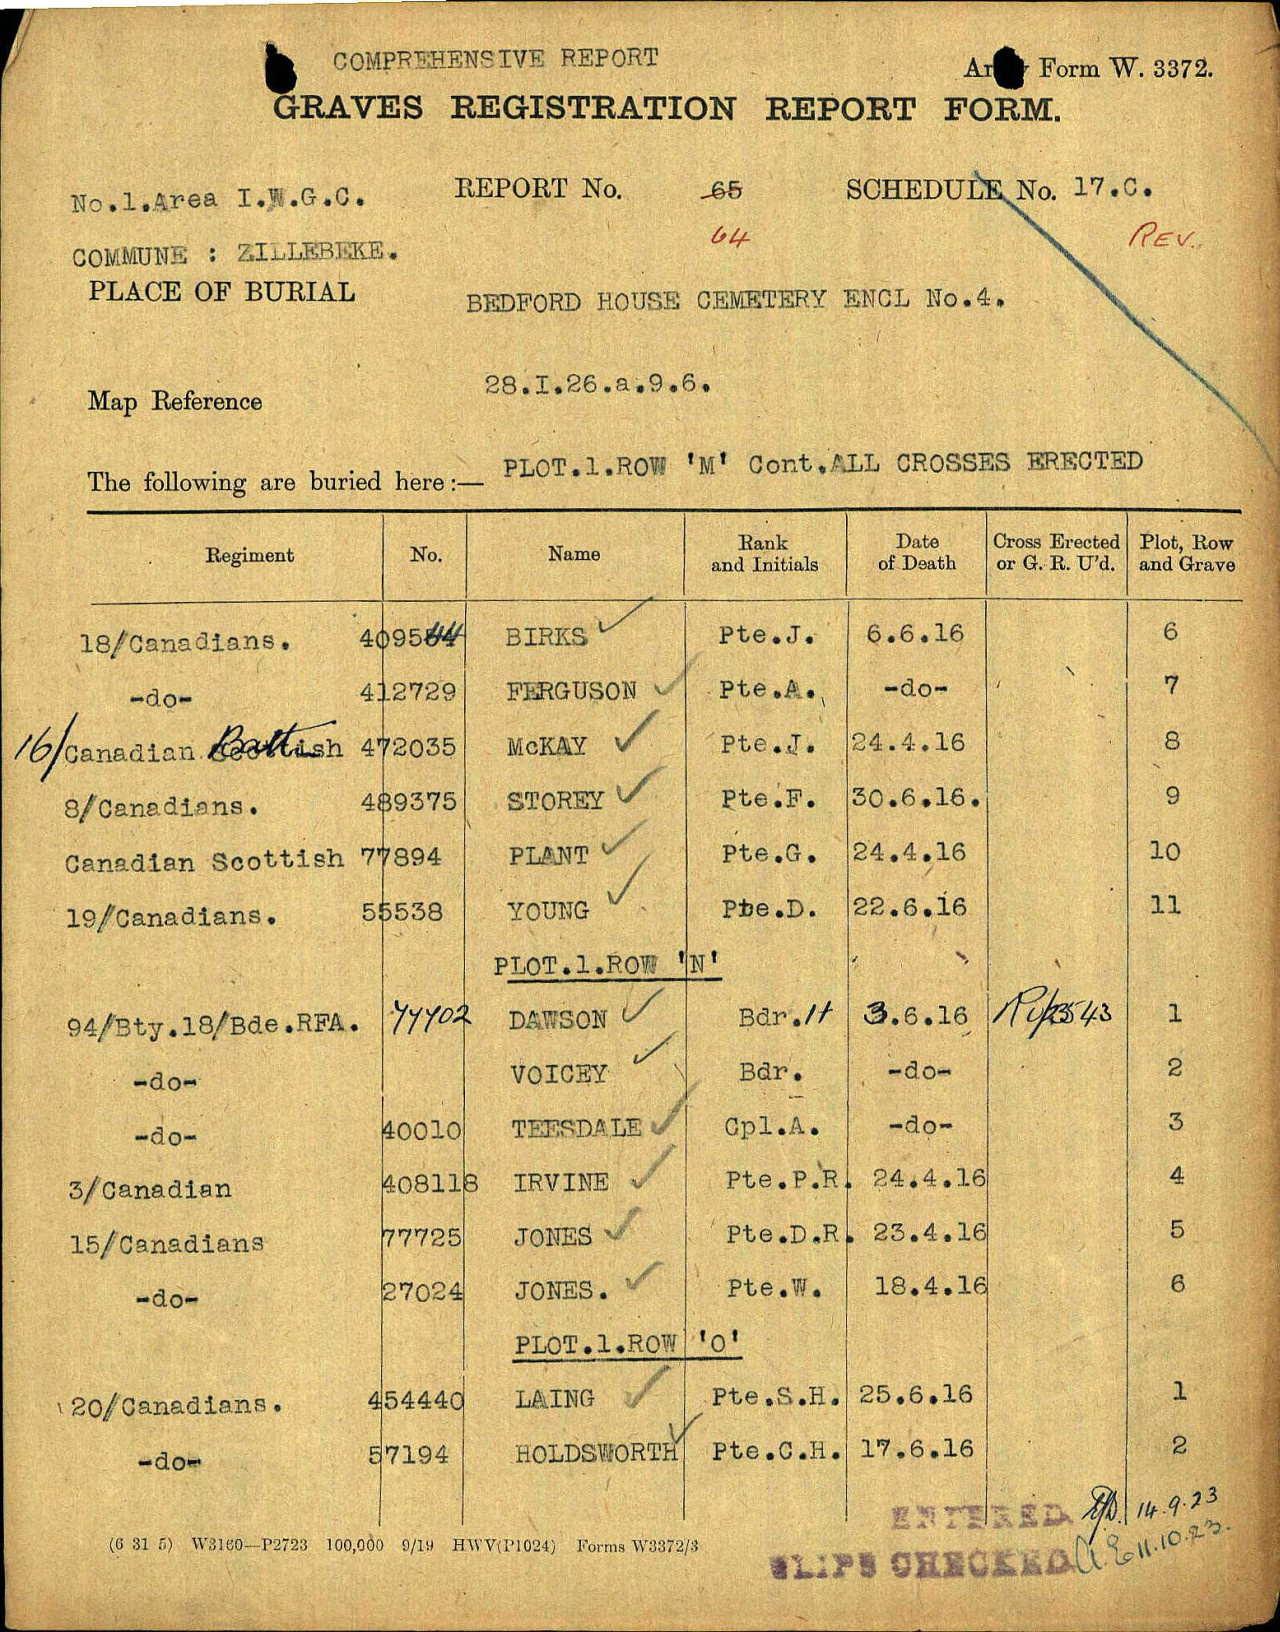 COMPREHENSIVE REPORT
Army Form W. 3372.
GRAVES REGISTRATION REPORT FORM.
No.1.Area I.W.G.C. REPORT No. 65 SCHEDULE No. 17.C.
64 REV.
COMMUNE : ZILLEBEKE.
PLACE OF BURIAL BEDFORD HOUSE CEMETERY ENCL No.4.
Map Reference 28.I.26.a.9.6.
The following are buried here:— PLOT.1.ROW 'M' Cont.ALL CROSSES ERECTED
Regiment No. Name Rank and Initials Date of Death Cross Erected or G. R. U'd. Plot, Row and Grave
18/Canadians. 409544 BIRKS Pte.J. 6.6.16 6
-do- 412729 FERGUSON Pte.A. -do- 7
16/Canadian Scottish Batt 472035 McKAY Pte.J. 24.4.16 8
8/Canadians. 489375 STOREY Pte.F. 30.6.16. 9
Canadian Scottish 77894 PLANT Pte.G. 24.4.16 10
19/Canadians. 55538 YOUNG Pte.D. 22.6.16 11
PLOT.1.ROW 'N'
94/Bty.18/Bde.RFA. 77702 DAWSON Bdr.H 3.6.16 1
-do- VOICEY Bdr. -do- 2
-do- 40010 TEESDALE Cpl.A. -do- 3
3/Canadian 408118 IRVINE Pte.P.R. 24.4.16 4
15/Canadians 77725 JONES Pte.D.R. 23.4.16 5
-do- 27024 JONES. Pte.W. 18.4.16 6
PLOT.1.ROW 'O'
20/Canadians. 454440 LAING Pte.S.H. 25.6.16 1
-do- 57194 HOLDSWORTH Pte.C.H. 17.6.16 2
ENTERED 14.9.23
(6 31 5) W3160—P2723 100,000 9/19 HWV(P1024) Forms W3372/3
SLIPS CHECKED 11.10.23.